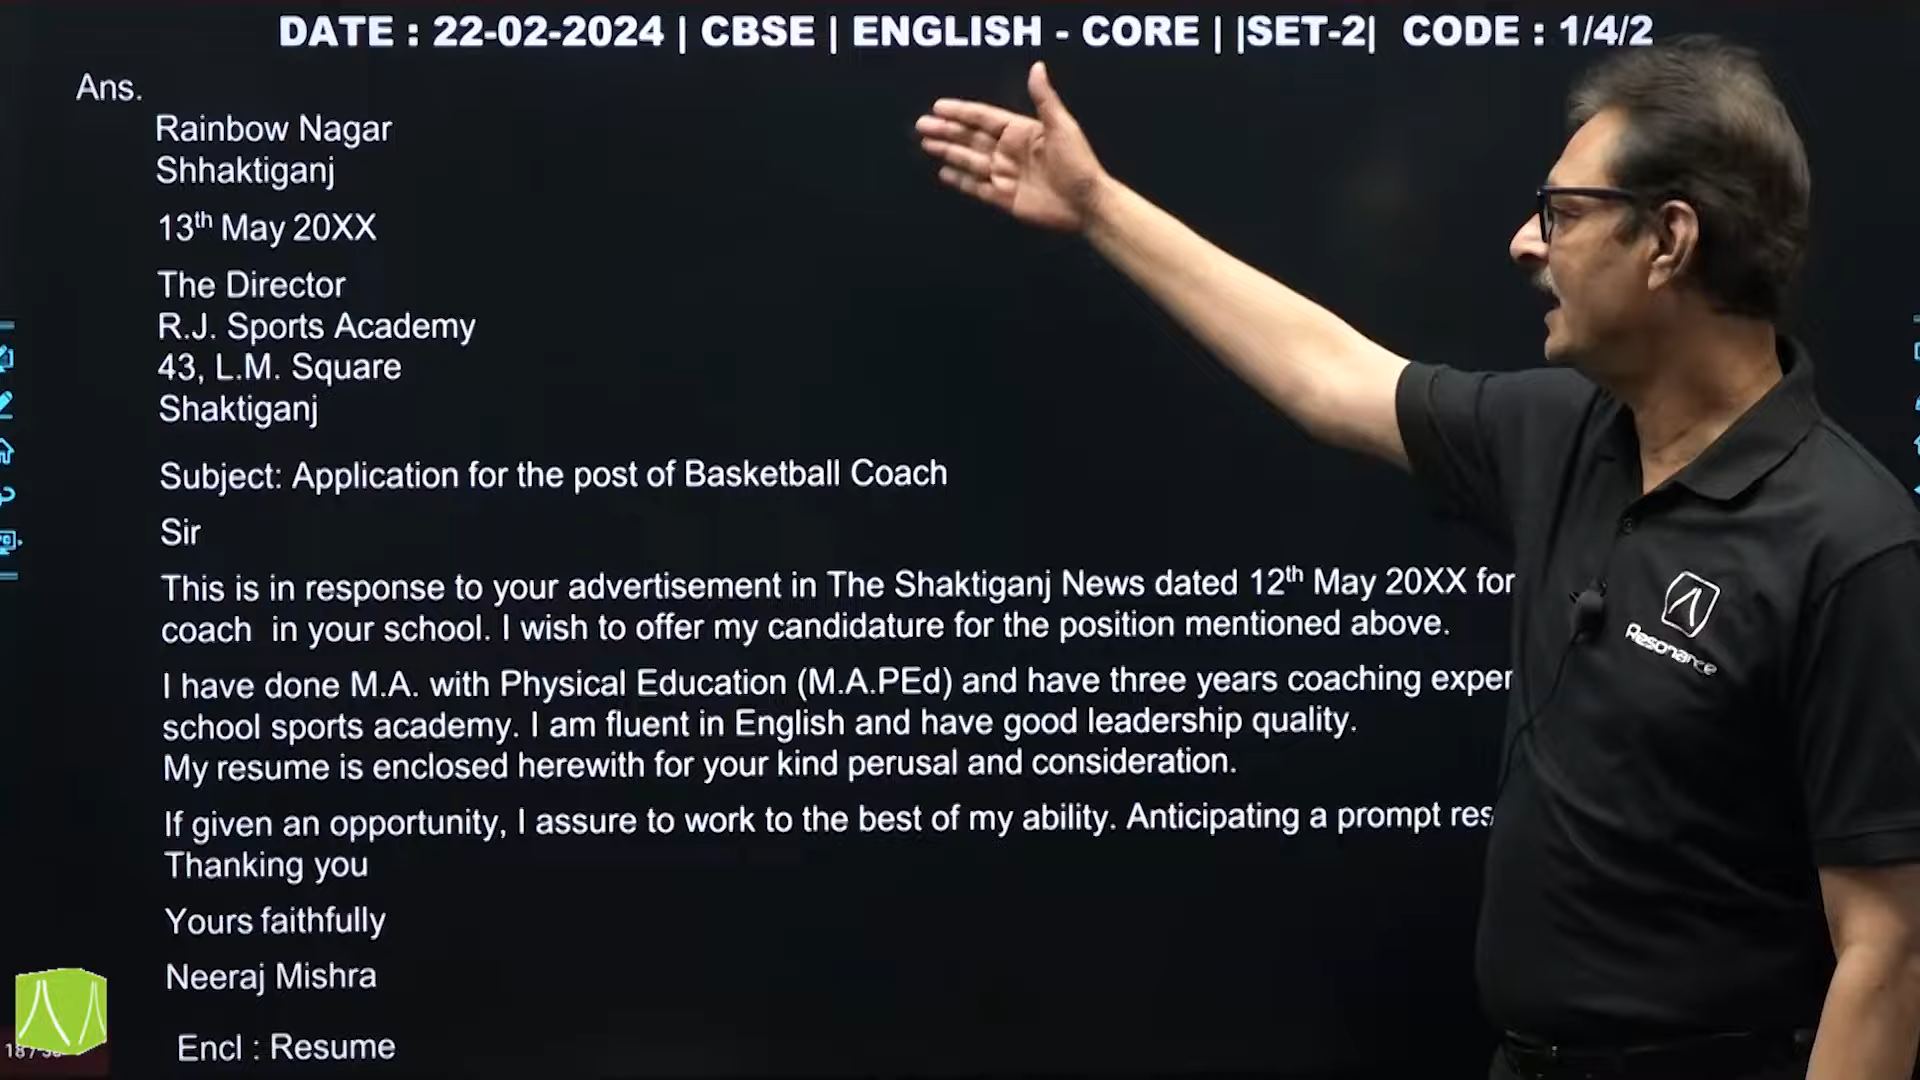 DATE : 22-02-2024 | CBSE | ENGLISH - CORE | |SET-2| CODE : 1/4/2
Ans.
Rainbow Nagar
Shhaktiganj
13th May 20XX
The Director
R.J. Sports Academy
43, L.M. Square
Shaktiganj
Subject: Application for the post of Basketball Coach
Sir
This is in response to your advertisement in The Shaktiganj News dated 12th May 20XX for
coach in your school. I wish to offer my candidature for the position mentioned above.
I have done M.A. with Physical Education (M.A.PEd) and have three years coaching
school sports academy. I am fluent in English and have good leadership quality.
My resume is enclosed herewith for your kind perusal and consideration.
If given an opportunity, I assure to work to the best of my ability. Anticipating a prompt
Thanking you
Yours faithfully
Neeraj Mishra
Encl : Resume
Resonance